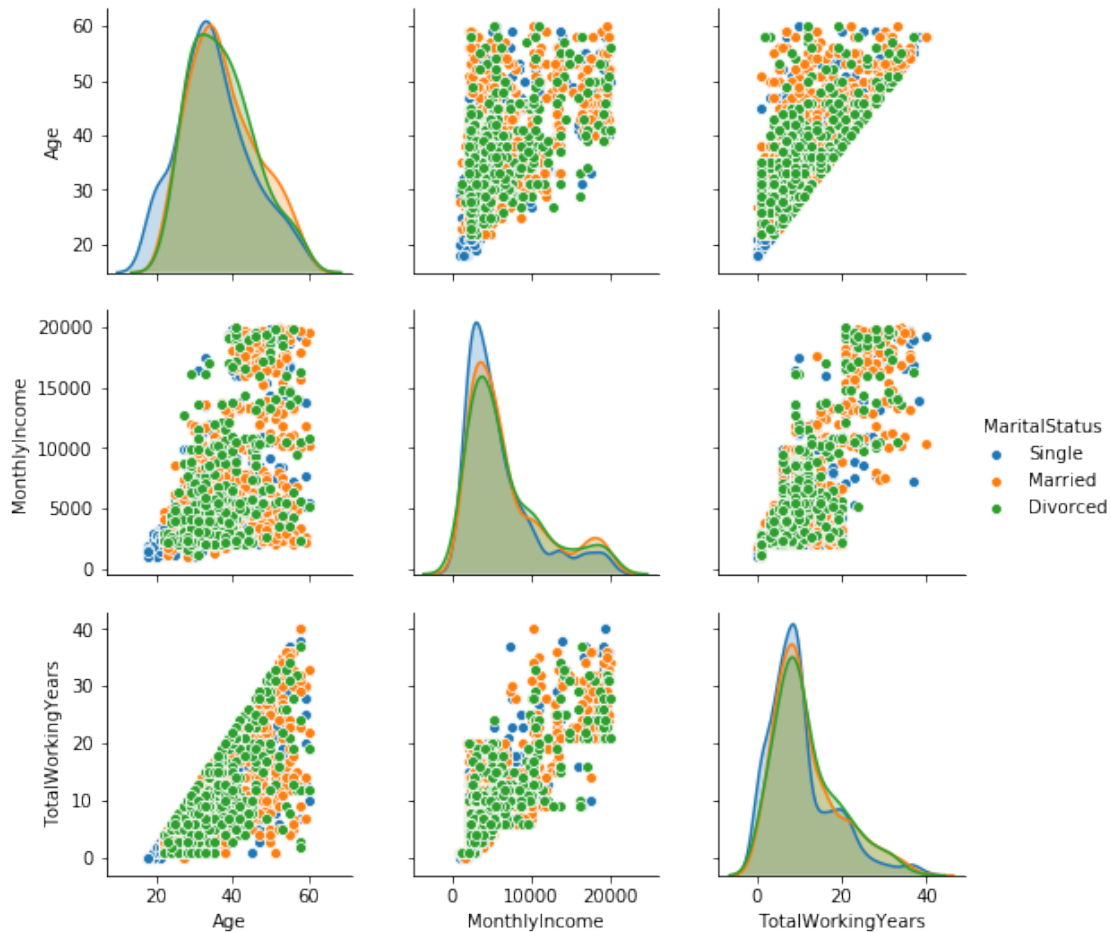 60
50
40
30
20
Age
20000
15000
10000
5000
0
MonthlyIncome
MaritalStatus
Single
Married
Divorced
40
30
20
10
0
TotalWorkingYears
20 40 60
0 10000 20000
0 20 40
Age
MonthlyIncome
TotalWorkingYears